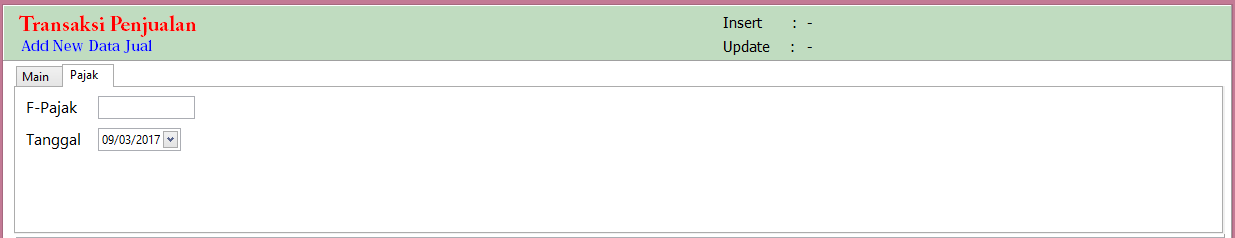 Transaksi Penjualan
Add New Data Jual
Insert : -
Update : -
Main Pajak
F-Pajak
Tanggal 09/03/2017